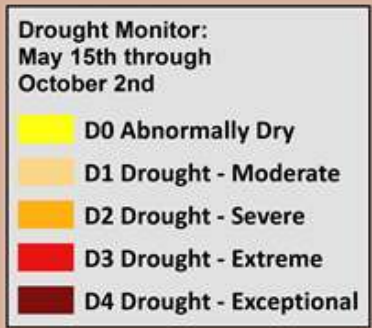 Drought Monitor:
May 15th through
October 2nd
D0 Abnormally Dry
D1 Drought - Moderate
D2 Drought - Severe
D3 Drought - Extreme
D4 Drought - Exceptional